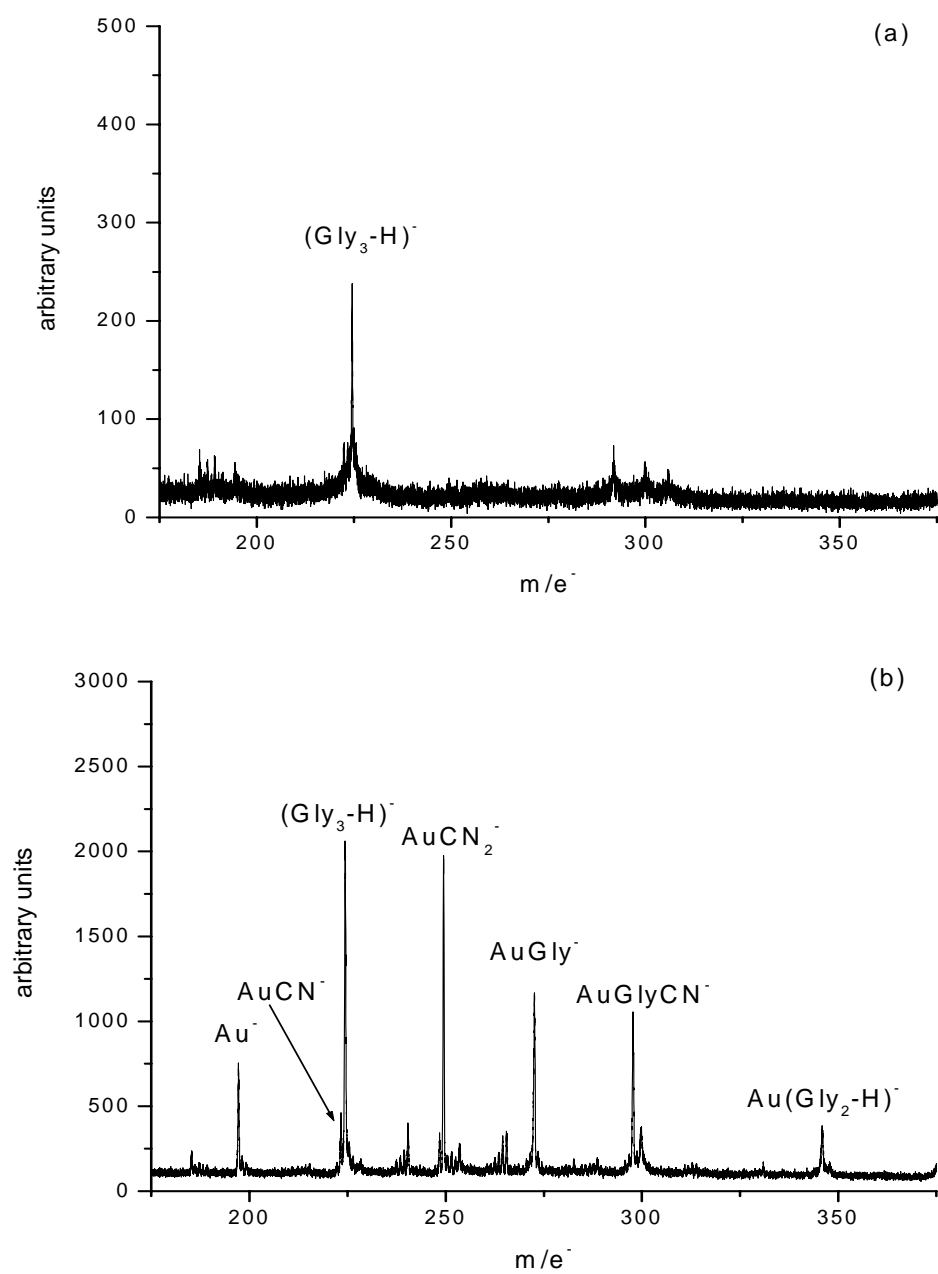 (a)
500
400
300
200
100
0
arbitrary units
(Gly₃-H)⁻
200 250 300 350
m/e⁻
(b)
3000
2500
2000
1500
1000
500
0
arbitrary units
(Gly₃-H)⁻
AuCN₂⁻
AuGly⁻
AuCN⁻
AuGlyCN⁻
Au⁻
Au(Gly₂-H)⁻
200 250 300 350
m/e⁻